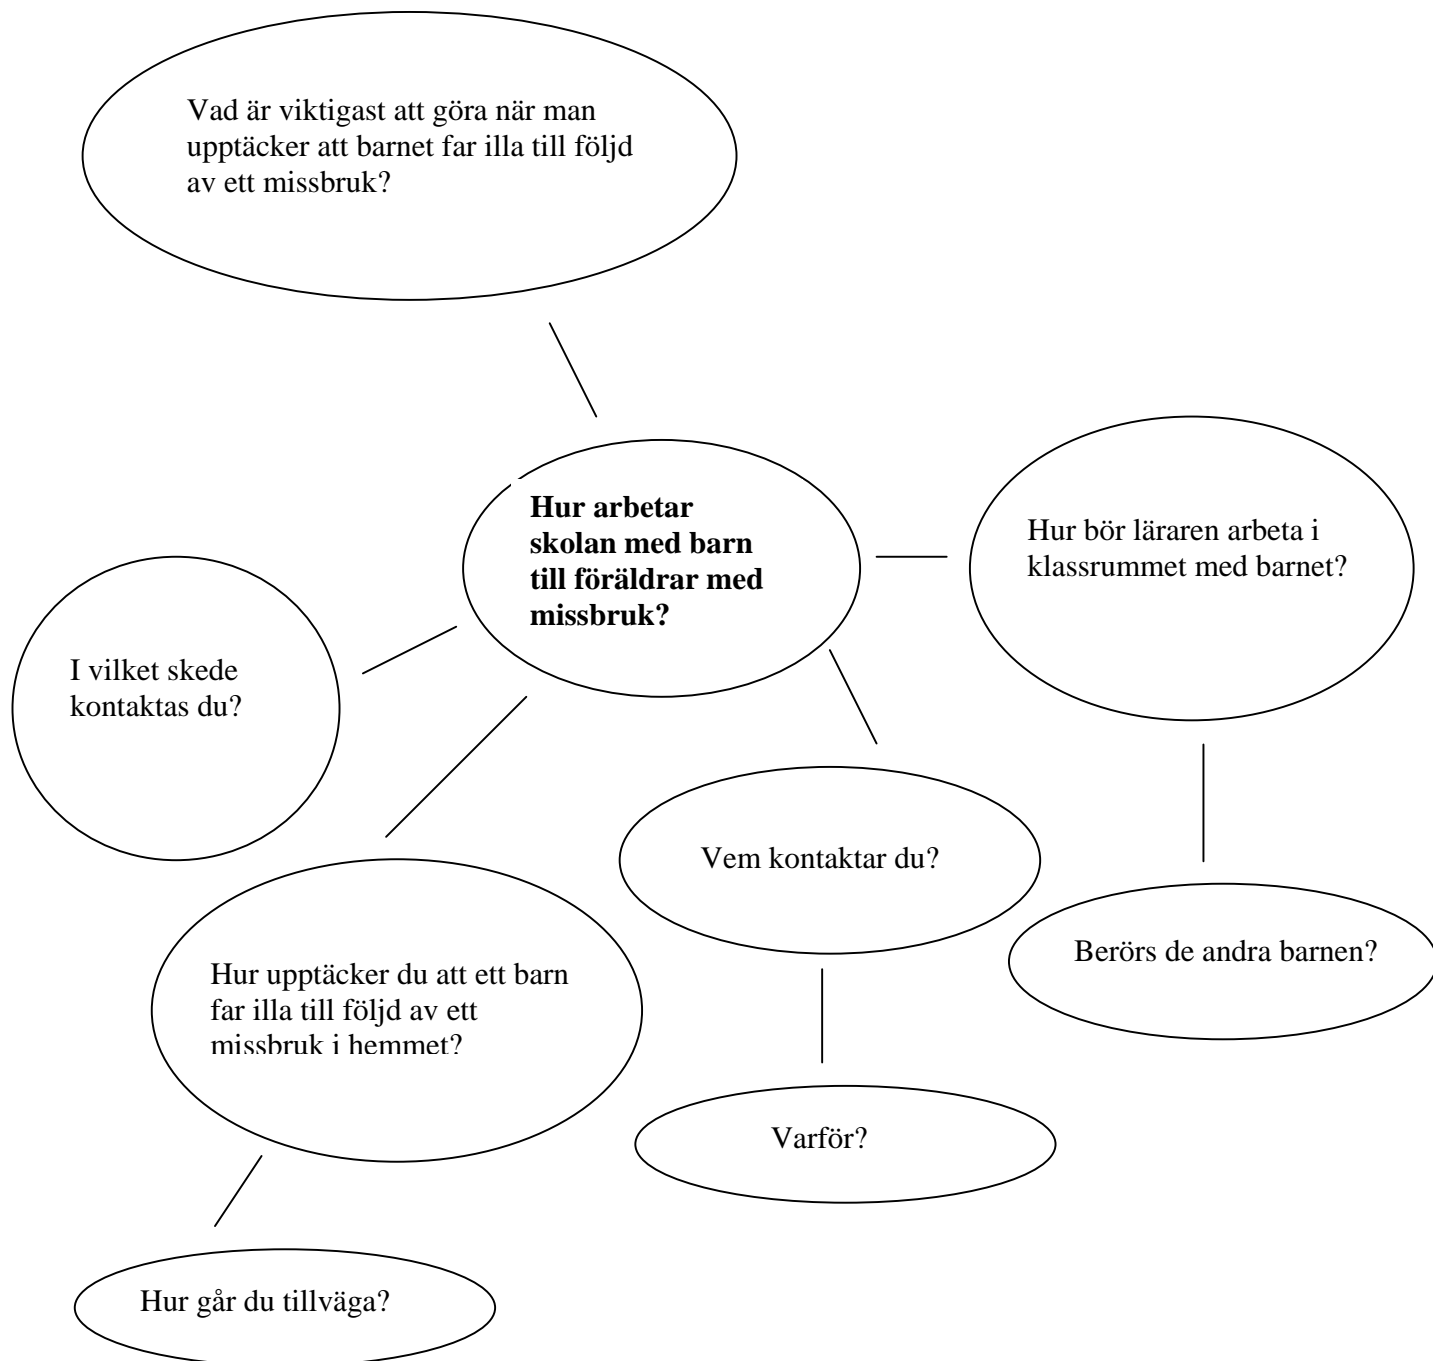 Vad är viktigast att göra när man
upptäcker att barnet far illa till följd
av ett missbruk?
Hur arbetar
skolan med barn
till föräldrar med
missbruk?
Hur bör läraren arbeta i
klassrummet med barnet?
I vilket skede
kontaktas du?
Vem kontaktar du?
Berörs de andra barnen?
Hur upptäcker du att ett barn
far illa till följd av ett
missbruk i hemmet?
Varför?
Hur går du tillväga?